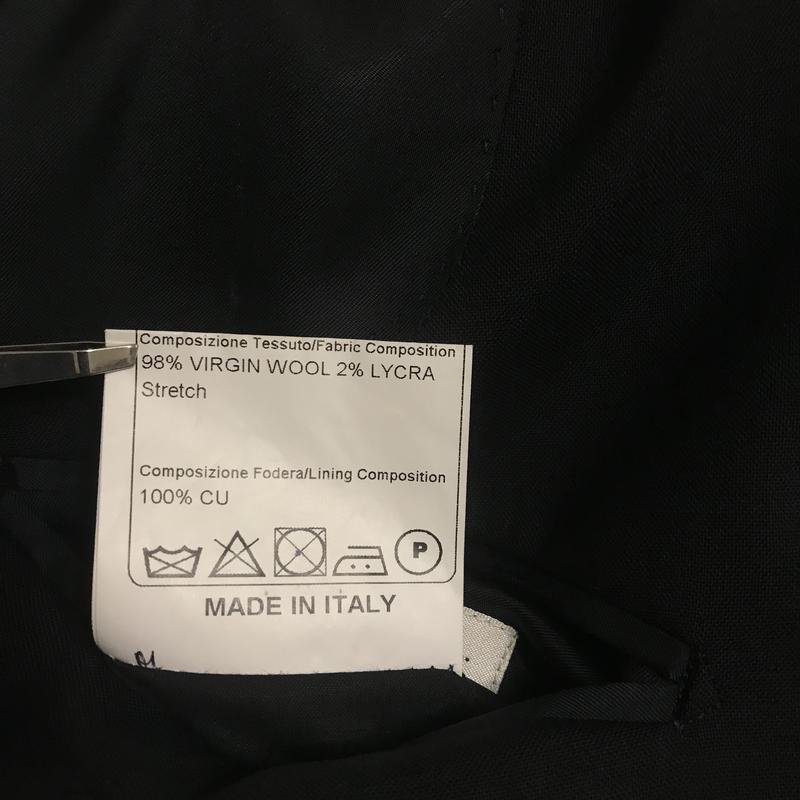 Composizione Tessuto/Fabric Composition
98% VIRGIN WOOL 2% LYCRA
Stretch
Composizione Fodera/Lining Composition
100% CU
P
MADE IN ITALY